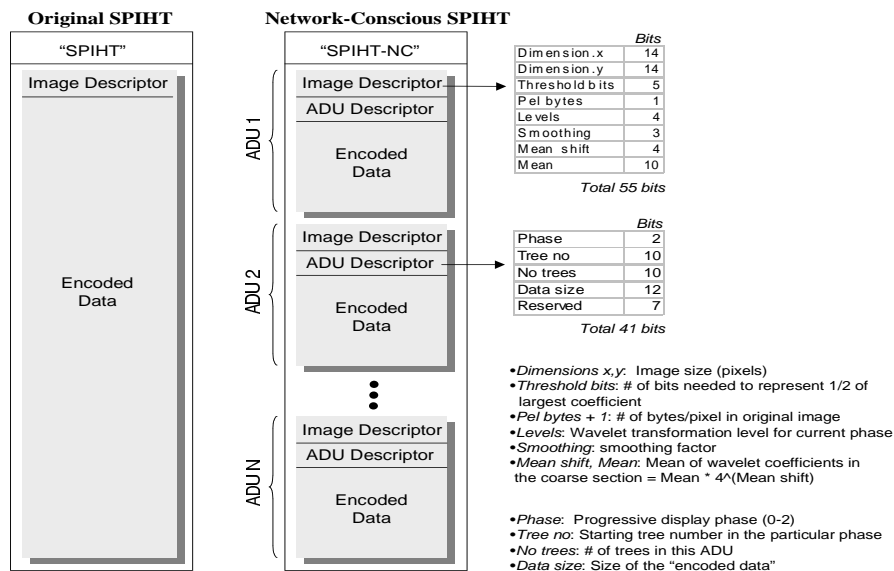 Original SPIHT
"SPIHT"
Image Descriptor
Encoded
Data
Network-Conscious SPIHT
"SPIHT-NC"
ADU 1
Image Descriptor
ADU Descriptor
Encoded
Data
ADU 2
Image Descriptor
ADU Descriptor
Encoded
Data
ADU N
Image Descriptor
ADU Descriptor
Encoded
Data
Bits
Dimension.x 14
Dimension.y 14
Threshold bits 5
Pel bytes 1
Levels 4
Smoothing 3
Mean shift 4
Mean 10
Total 55 bits
Bits
Phase 2
Tree no 10
No trees 10
Data size 12
Reserved 7
Total 41 bits
•Dimensions x,y: Image size (pixels)
•Threshold bits: # of bits needed to represent 1/2 of
largest coefficient
•Pel bytes + 1: # of bytes/pixel in original image
•Levels: Wavelet transformation level for current phase
•Smoothing: smoothing factor
•Mean shift, Mean: Mean of wavelet coefficients in
the coarse section = Mean * 4^(Mean shift)
•Phase: Progressive display phase (0-2)
•Tree no: Starting tree number in the particular phase
•No trees: # of trees in this ADU
•Data size: Size of the "encoded data"